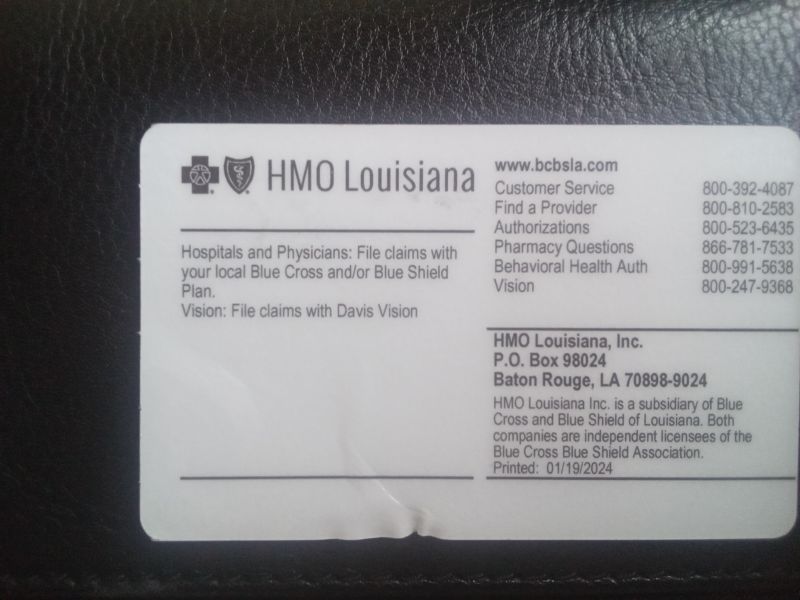 HMO Louisiana
Hospitals and Physicians: File claims with
your local Blue Cross and/or Blue Shield
Plan.
Vision: File claims with Davis Vision
www.bcbsla.com
Customer Service 800-392-4087
Find a Provider 800-810-2583
Authorizations 800-523-6435
Pharmacy Questions 866-781-7533
Behavioral Health Auth 800-991-5638
Vision 800-247-9368
HMO Louisiana, Inc.
P.O. Box 98024
Baton Rouge, LA 70898-9024
HMO Louisiana Inc. is a subsidiary of Blue
Cross and Blue Shield of Louisiana. Both
companies are independent licensees of the
Blue Cross Blue Shield Association.
Printed: 01/19/2024